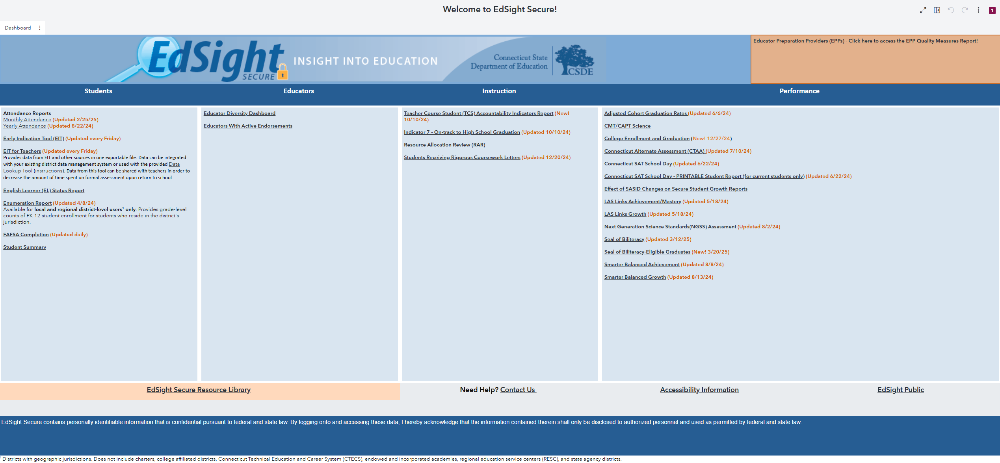 Welcome to EdSight Secure!
1
Dashboard
EdSight
SECURE
INSIGHT INTO EDUCATION
Connecticut State
Department of Education
CSDE
Educator Preparation Providers (EPPs) - Click here to access the EPP Quality Measures Report!
Students
Educators
Instruction
Performance
Attendance Reports
Monthly Attendance (Updated 2/25/25)
Yearly Attendance (Updated 8/22/24)
Early Indication Tool (EIT) (Updated every Friday)
EIT for Teachers (Updated every Friday)
Provides data from EIT and other sources in one exportable file. Data can be integrated
with your existing district data management system or used with the provided Data
Lookup Tool (instructions). Data from this tool can be shared with teachers in order to
decrease the amount of time spent on formal assessment upon return to school.
English Learner (EL) Status Report
Enumeration Report (Updated 4/8/24)
Available for local and regional district-level users¹ only. Provides grade-level
counts of PK-12 student enrollment for students who reside in the district's
jurisdiction.
FAFSA Completion (Updated daily)
Student Summary
Educator Diversity Dashboard
Educators With Active Endorsements
Teacher Course Student (TCS) Accountability Indicators Report (New!
10/10/24)
Indicator 7 - On-track to High School Graduation (Updated 10/10/24)
Resource Allocation Review (RAR)
Students Receiving Rigorous Coursework Letters (Updated 12/20/24)
Adjusted Cohort Graduation Rates (Updated 6/6/24)
CMT/CAPT Science
College Enrollment and Graduation (New! 12/27/24)
Connecticut Alternate Assessment (CTAA) (Updated 7/10/24)
Connecticut SAT School Day (Updated 6/22/24)
Connecticut SAT School Day - PRINTABLE Student Report (for current students only) (Updated 6/22/24)
Effect of SASID Changes on Secure Student Growth Reports
LAS Links Achievement/Mastery (Updated 5/18/24)
LAS Links Growth (Updated 5/18/24)
Next Generation Science Standards(NGSS) Assessment (Updated 8/2/24)
Seal of Biliteracy (Updated 3/12/25)
Seal of Biliteracy-Eligible Graduates (New! 3/20/25)
Smarter Balanced Achievement (Updated 8/8/24)
Smarter Balanced Growth (Updated 8/13/24)
EdSight Secure Resource Library
Need Help? Contact Us
Accessibility Information
EdSight Public
EdSight Secure contains personally identifiable information that is confidential pursuant to federal and state law. By logging onto and accessing these data, I hereby acknowledge that the information contained therein shall only be disclosed to authorized personnel and used as permitted by federal and state law.
¹ Districts with geographic jurisdictions. Does not include charters, college affiliated districts, Connecticut Technical Education and Career System (CTECS), endowed and incorporated academies, regional education service centers (RESC), and state agency districts.